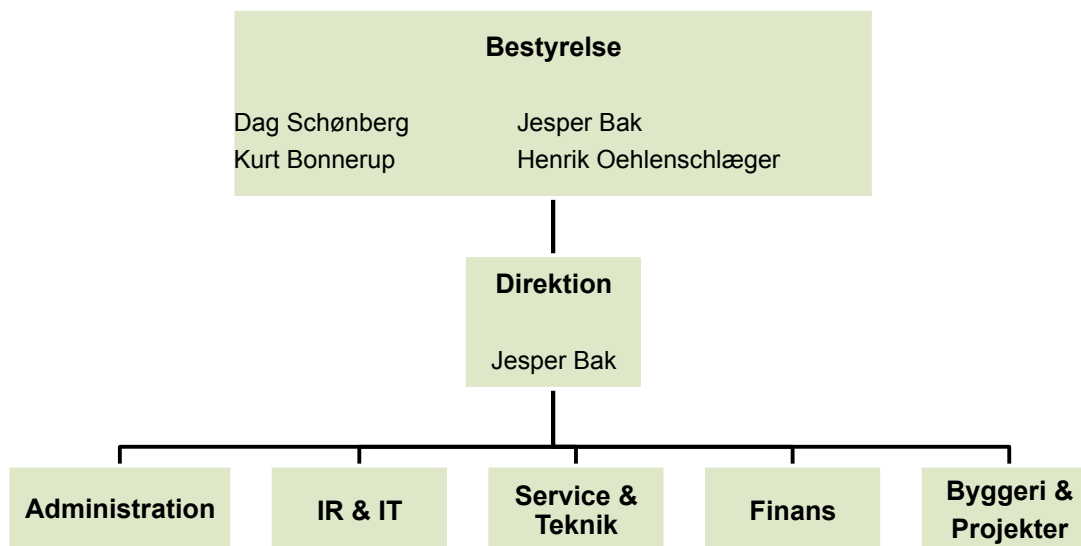 Bestyrelse
Dag Schønberg Jesper Bak
Kurt Bonnerup Henrik Oehlenschlæger
Direktion
Jesper Bak
Administration
IR & IT
Service &
Teknik
Finans
Byggeri &
Projekter